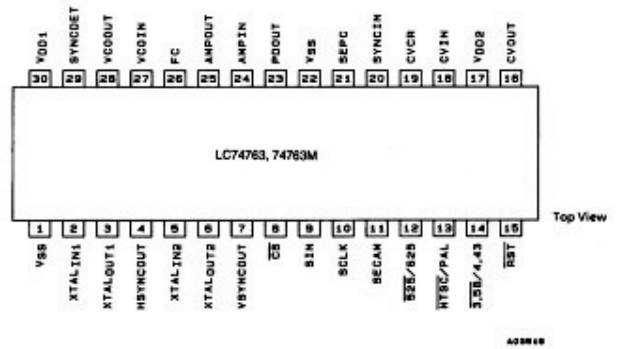 VDD1
SYNCDET
VCOOUT
VCOIN
FC
AMPOUT
AMPIN
PDOUT
VSS
SEPC
SYNCIN
CVCR
CVIN
VDD2
CVOUT
30 29 28 27 26 25 24 23 22 21 20 19 18 17 16
LC74763, 74763M
Top View
1 2 3 4 5 6 7 8 9 10 11 12 13 14 15
VSS
XTALIN1
XTALOUT1
HSYNCOUT
XTALIN2
XTALOUT2
VSYNCOUT
CS
SIN
SCLK
SECAM
525/625
NTSC/PAL
3.58/4.43
RST